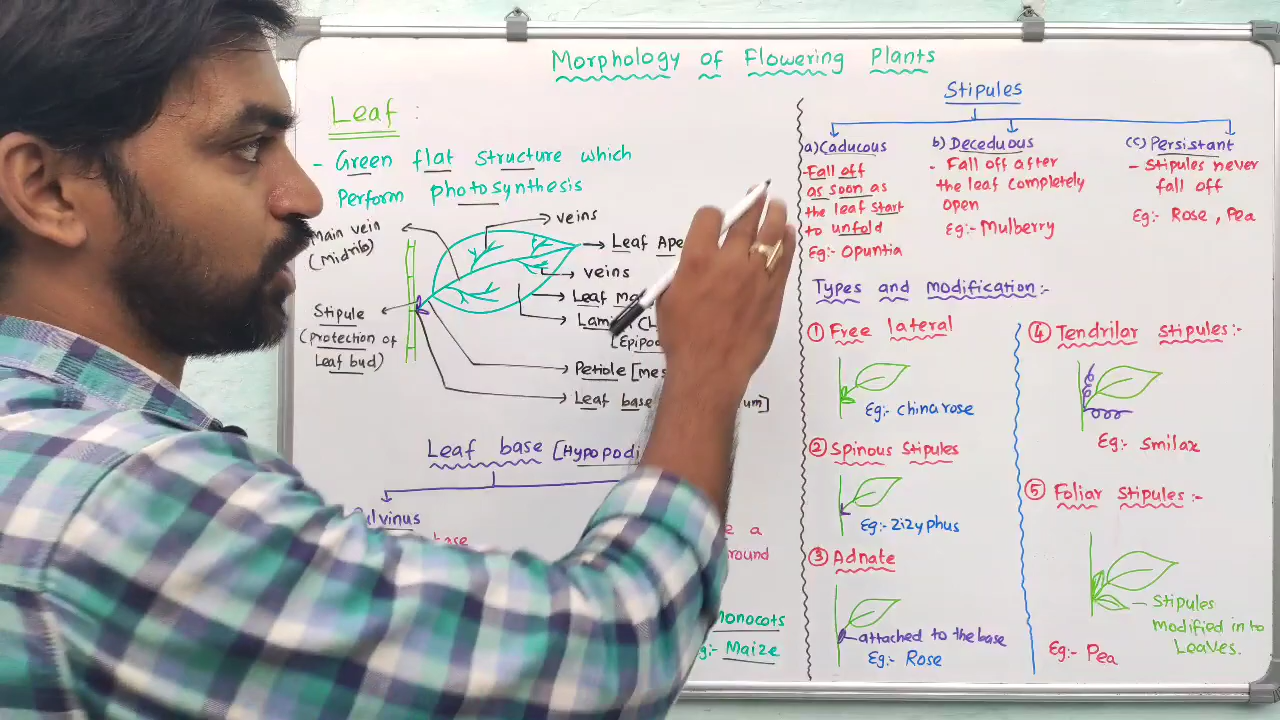 Morphology of Flowering Plants
Leaf :
- Green flat structure which
Perform photosynthesis
veins
Main vein
(Midrib)
Leaf Ape
veins
Leaf
Stipule
(protection of
Leaf bud)
Petiole [mes
Leaf base
um]
Leaf base [Hypopodi
Pulvinus
base
e a
round
Monocots
Eg:- Maize
Stipules
a) Caducous
- Fall off
as soon as
the leaf start
to unfold
Eg:- Opuntia
b) Deceduous
- Fall off after
the leaf completely
open
Eg:- Mulberry
(c) Persistant
- Stipules never
fall off
Eg:- Rose, Pea
Types and modification:-
① Free lateral
Eg:- chinarose
② Spinous Stipules
Eg:- Zizyphus
③ Adnate
attached to the base
Eg:- Rose
④ Tendrilar stipules:-
Eg:- Smilax
⑤ Foliar Stipules:-
Stipules
Modified in to
Leaves.
Eg:- Pea